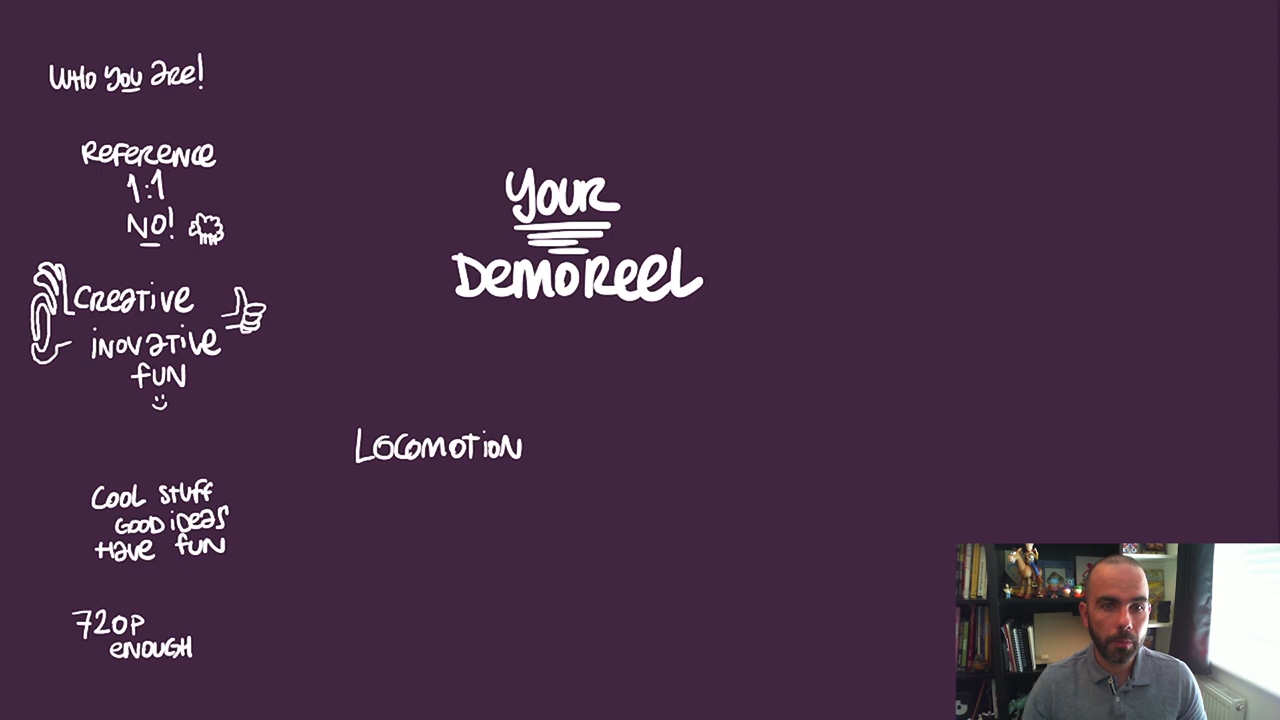 WHO YOU are!
REFERENCE
1:1
NO!
CREATIVE
INOVATIVE
FUN
COOL STUFF
GOOD IDEAS
HAVE FUN
720P
ENOUGH
YOUR
DEMOREEL
LOCOMOTION